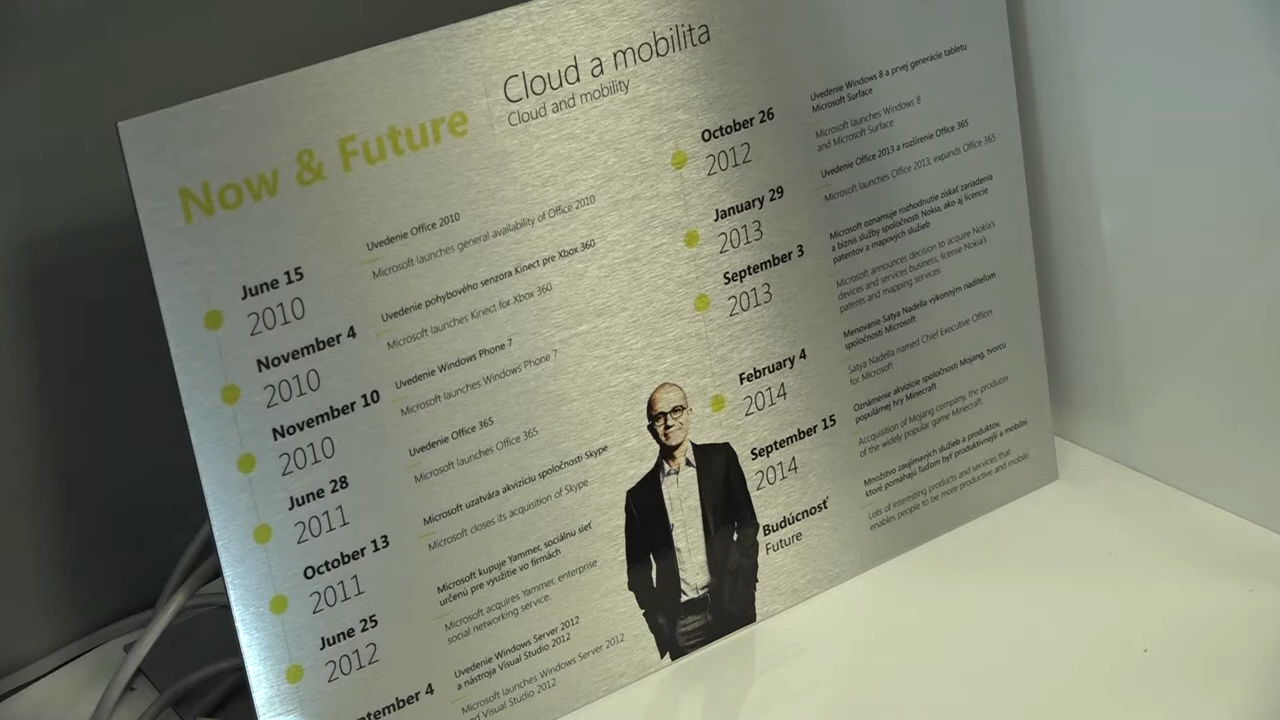 Now & Future
Cloud a mobilita
Cloud and mobility
June 15
2010
Uvedenie Office 2010
Microsoft launches general availability of Office 2010
November 4
2010
Uvedenie pohybového senzora Kinect pre Xbox 360
Microsoft launches Kinect for Xbox 360
November 10
2010
Uvedenie Windows Phone 7
Microsoft launches Windows Phone 7
June 28
2011
Uvedenie Office 365
Microsoft launches Office 365
October 13
2011
Microsoft uzatvára akvizíciu spoločnosti Skype
Microsoft closes its acquisition of Skype
June 25
2012
Microsoft kupuje Yammer, sociálnu sieť
určenú pre využitie vo firmách
Microsoft acquires Yammer, enterprise
social networking service.
tember 4
Uvedenie Windows Server 2012
a nástroja Visual Studio 2012
Microsoft launches Windows Server 2012
and Visual Studio 2012
October 26
2012
Uvedenie Windows 8 a prvej generácie tabletu
Microsoft Surface
Microsoft launches Windows 8
and Microsoft Surface
January 29
2013
Uvedenie Office 2013 a rozšírenie Office 365
Microsoft launches Office 2013, expands Office 365
September 3
2013
Microsoft oznamuje rozhodnutie získať zariadenia
a biznis služby spoločnosti Nokia, ako aj licencie
patentov a mapových služieb
Microsoft announces decision to acquire Nokia's
devices and services business, license Nokia's
patents and mapping services
February 4
2014
Menovanie Satya Nadella výkonným riaditeľom
spoločnosti Microsoft
Satya Nadella named Chief Executive Officer
for Microsoft
September 15
2014
Oznámenie akvizície spoločnosti Mojang, tvorcu
populárnej hry Minecraft
Accquisition of Mojang company, the producer
of the widely popular game Minecraft.
Budúcnosť
Future
Množstvo zaujímavých služieb a produktov,
ktoré pomáhajú ľuďom byť produktívnejší a mobilní
Lots of interesting products and services that
enables people to be more productive and mobile